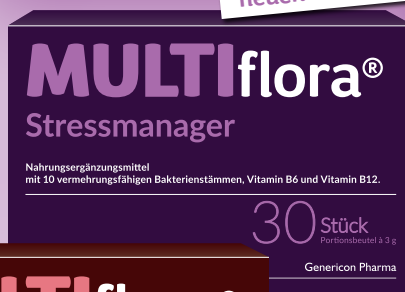 MULTIflora®
Stressmanager
Nahrungsergänzungsmittel
mit 10 vermehrungsfähigen Bakterienstämmen, Vitamin B6 und Vitamin B12.
30 Stück
Portionsbeutel à 3 g
Genericon Pharma